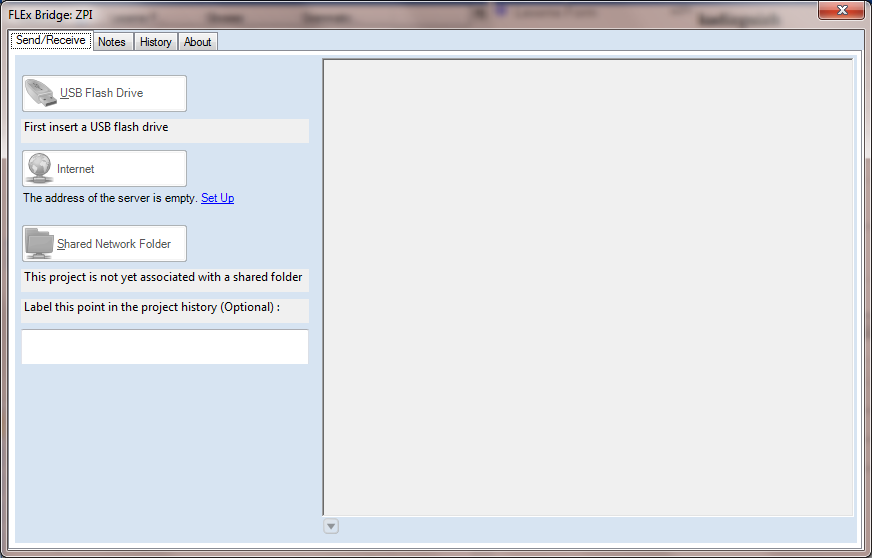 FLEx Bridge: ZPI
Send/Receive Notes History About
USB Flash Drive
First insert a USB flash drive
Internet
The address of the server is empty. Set Up
Shared Network Folder
This project is not yet associated with a shared folder
Label this point in the project history (Optional) :